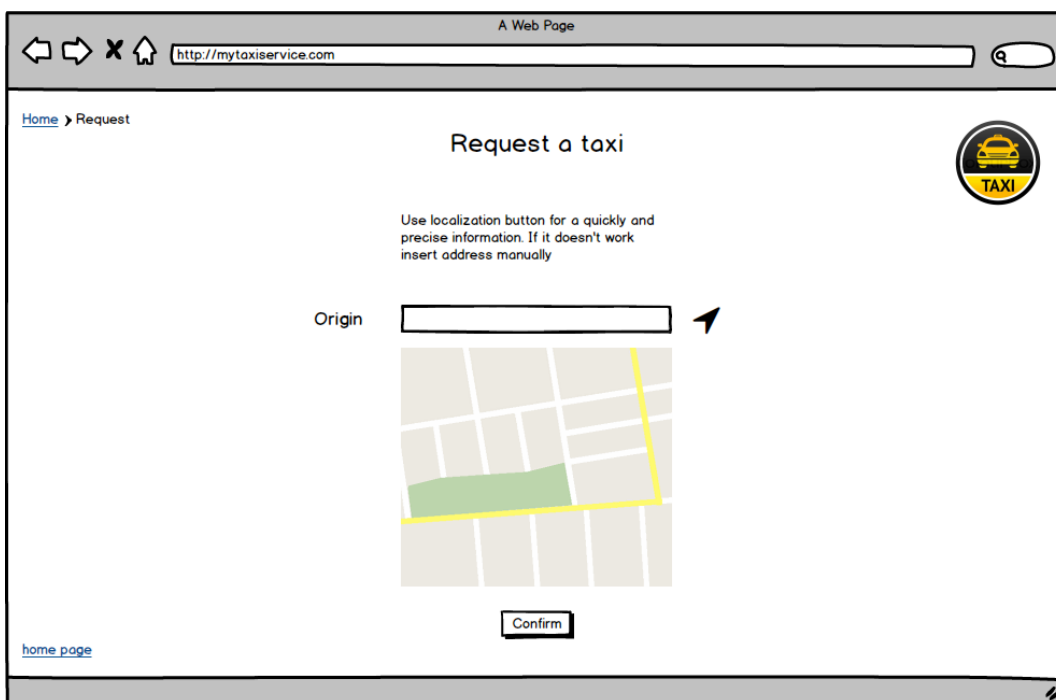 A Web Page
http://mytaxiservice.com
Home > Request
Request a taxi
TAXI
Use localization button for a quickly and
precise information. If it doesn't work
insert address manually
Origin
Confirm
home page